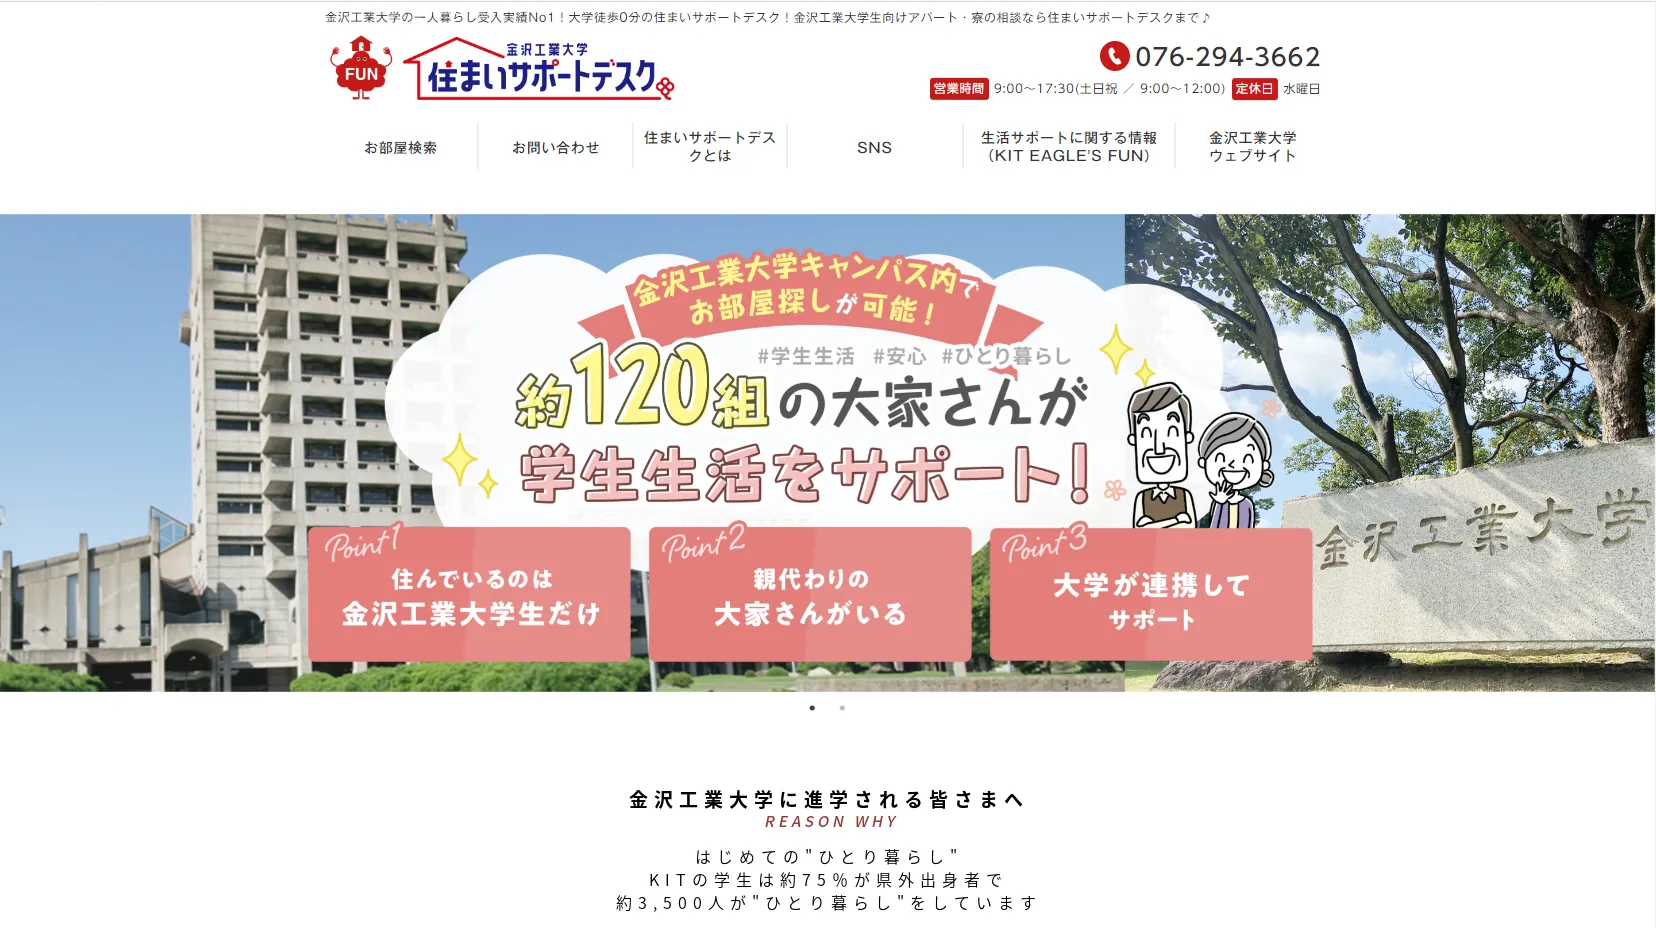 金沢工業大学の一人暮らし受入実績No1！大学徒歩0分の住まいサポートデスク！金沢工業大学生向けアパート・寮の相談なら住まいサポートデスクまで♪
FUN
金沢工業大学
住まいサポートデスク
076-294-3662
営業時間 9:00～17:30(土日祝 ／ 9:00～12:00) 定休日 水曜日
お部屋検索
お問い合わせ
住まいサポートデス
クとは
SNS
生活サポートに関する情報
（KIT EAGLE'S FUN）
金沢工業大学
ウェブサイト
金沢工業大学キャンパス内で
お部屋探しが可能！
#学生生活 #安心 #ひとり暮らし
約120組の大家さんが
学生生活をサポート！
金沢工業大学
Point1
住んでいるのは
金沢工業大学生だけ
Point2
親代わりの
大家さんがいる
Point3
大学が連携して
サポート
金沢工業大学に進学される皆さまへ
REASON WHY
はじめての"ひとり暮らし"
KITの学生は約75%が県外出身者で
約3,500人が"ひとり暮らし"をしています